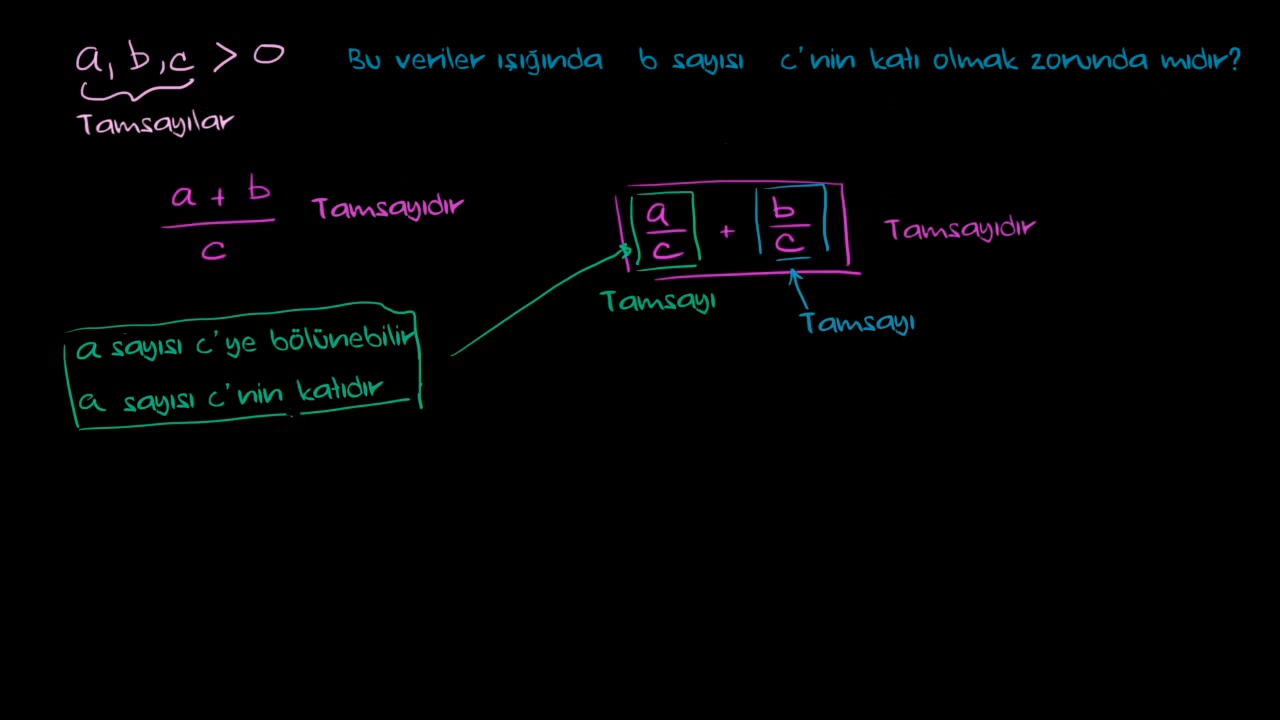 a, b, c > 0 Bu veriler ışığında b sayısı c'nin katı olmak zorunda mıdır?
Tamsayılar
a + b
c
Tamsayıdır
a
c
+
b
c
Tamsayıdır
Tamsayı
Tamsayı
a sayısı c'ye bölünebilir
a sayısı c'nin katıdır